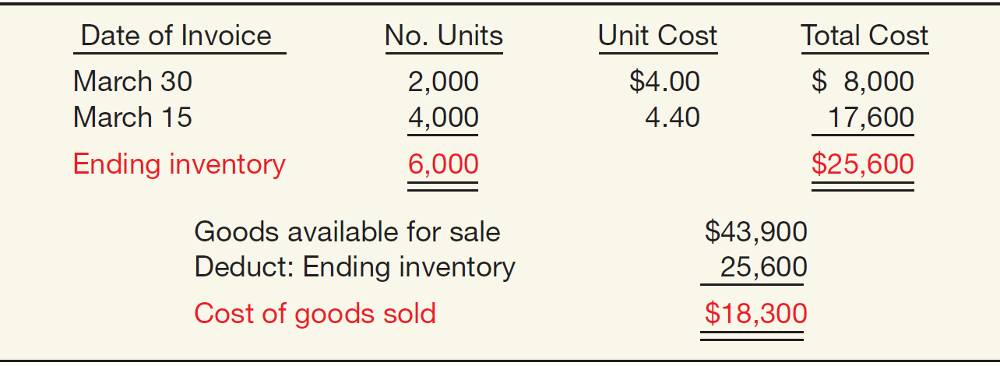 Date of Invoice No. Units Unit Cost Total Cost
March 30 2,000 $4.00 $ 8,000
March 15 4,000 4.40 17,600
Ending inventory 6,000 $25,600
Goods available for sale $43,900
Deduct: Ending inventory 25,600
Cost of goods sold $18,300